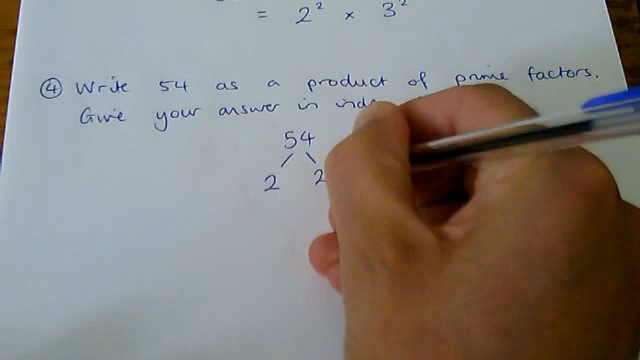 = 2² × 3²
④ Write 54 as a product of prime factors.
Give your answer in
54
2 2